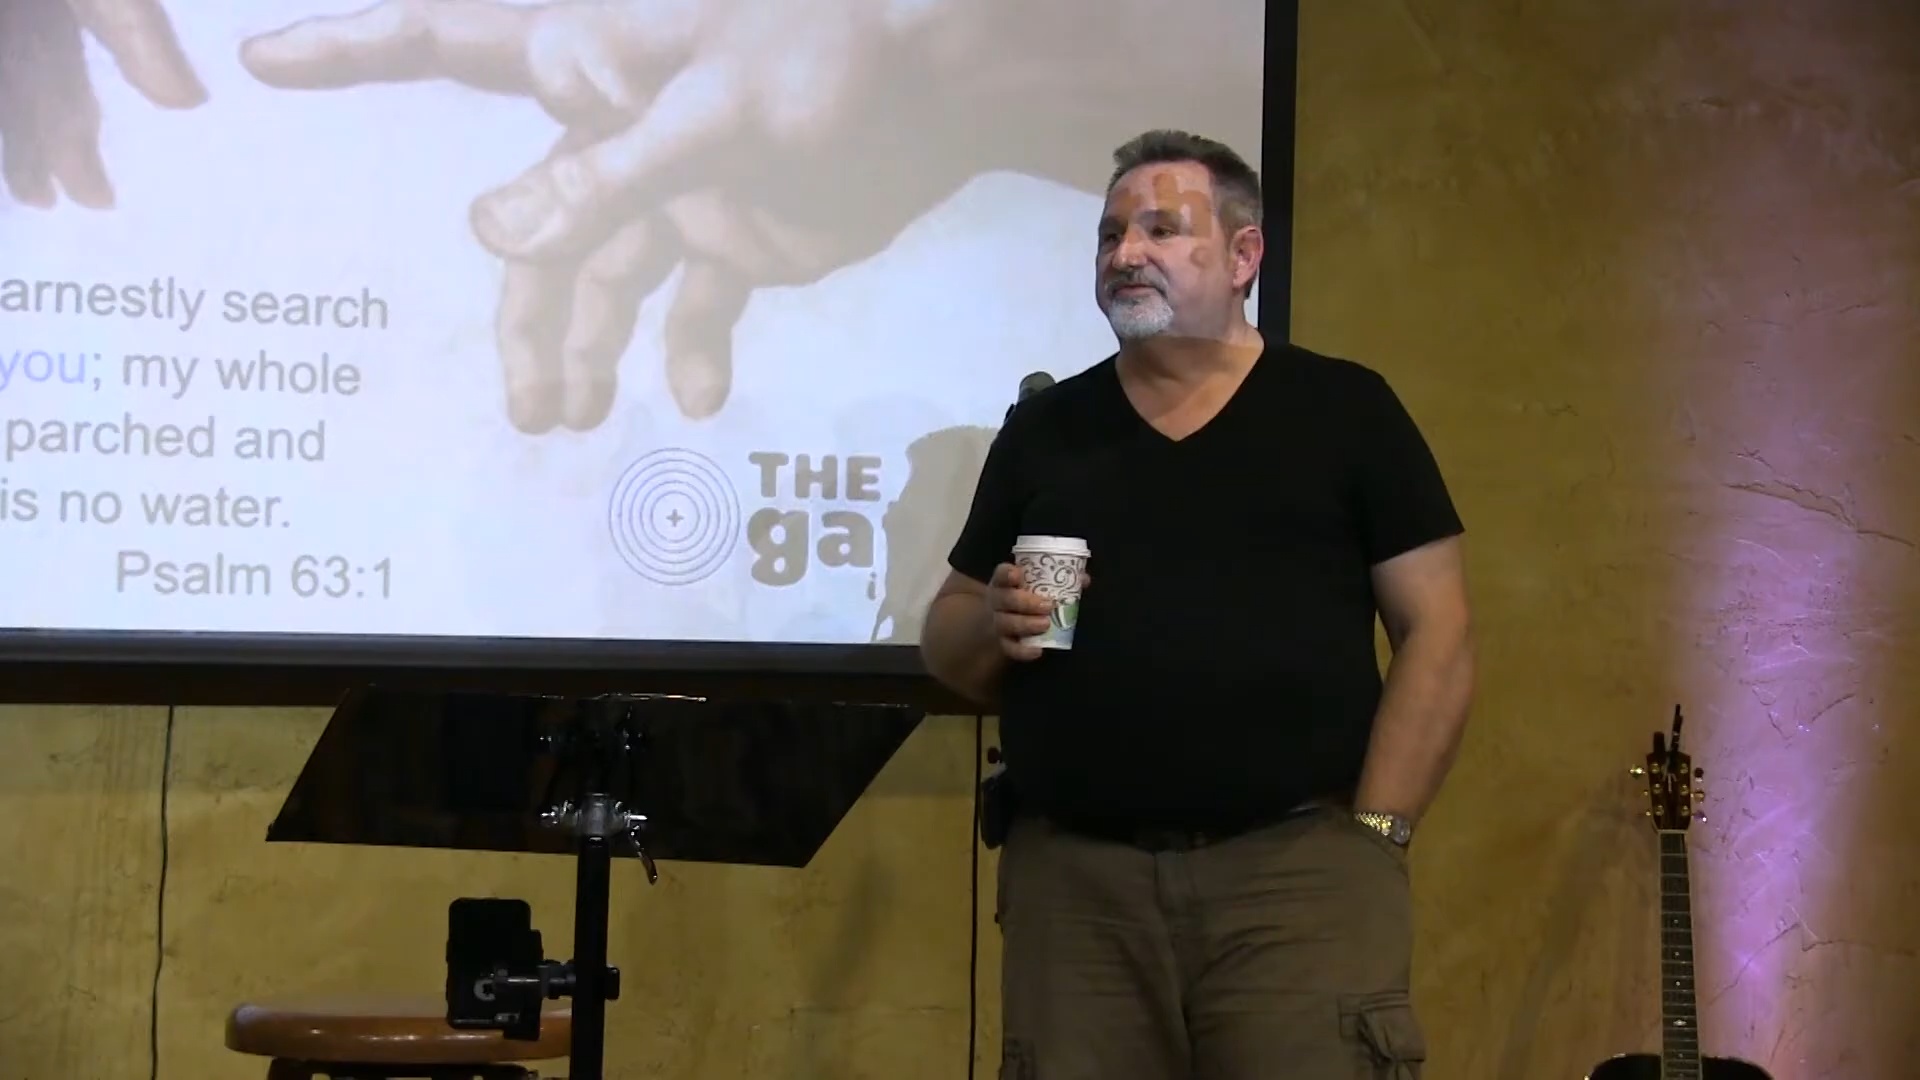 arnestly search
you; my whole
parched and
is no water.
Psalm 63:1
THE
ga
i